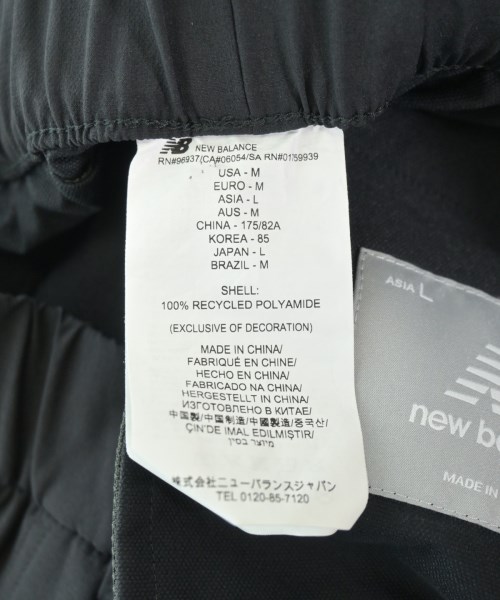 NEW BALANCE
RN#96937/CA#06054/SA RN#0159939
USA - M
EURO - M
ASIA - L
AUS - M
CHINA - 175/82A
KOREA - 85
JAPAN - L
BRAZIL - M
SHELL:
100% RECYCLED POLYAMIDE
(EXCLUSIVE OF DECORATION)
MADE IN CHINA/
FABRIQUÉ EN CHINE/
HECHO EN CHINA/
FABRICADO NA CHINA/
HERGESTELLT IN CHINA/
ИЗГОТОВЛЕНО В КИТАЕ/
中国製/中国制造/中國製造/중국산/
ÇİN'DE İMAL EDİLMİŞTİR/
מיוצר בסין
株式会社ニューバランスジャパン
TEL 0120-85-7120
ASIA L
new b
MADE IN